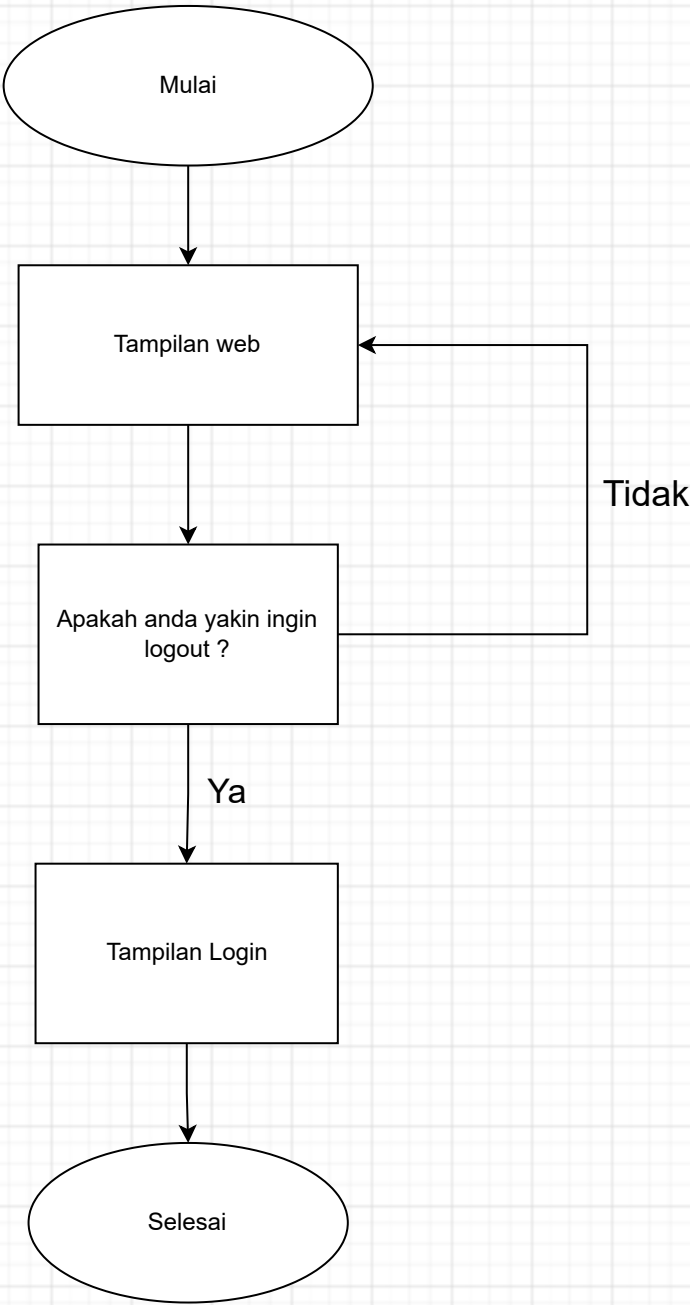 Mulai
Tampilan web
Tidak
Apakah anda yakin ingin
logout ?
Ya
Tampilan Login
Selesai